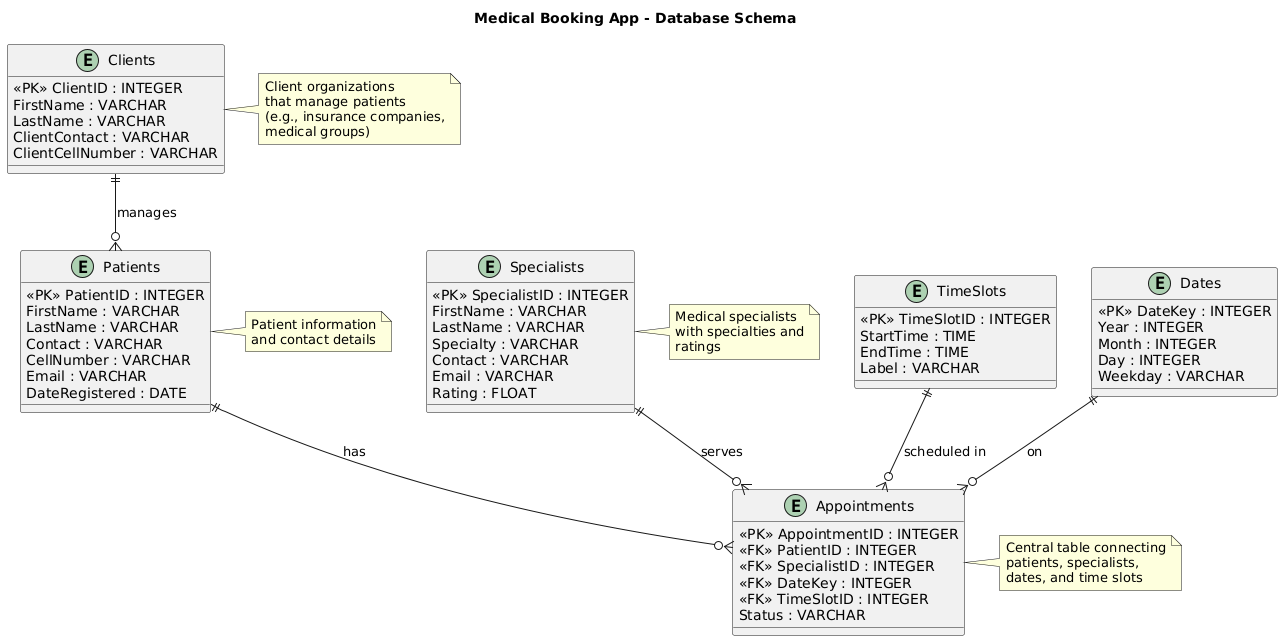 Medical Booking App - Database Schema
E Clients
«PK» ClientID : INTEGER
FirstName : VARCHAR
LastName : VARCHAR
ClientContact : VARCHAR
ClientCellNumber : VARCHAR
Client organizations
that manage patients
(e.g., insurance companies,
medical groups)
manages
E Patients
«PK» PatientID : INTEGER
FirstName : VARCHAR
LastName : VARCHAR
Contact : VARCHAR
CellNumber : VARCHAR
Email : VARCHAR
DateRegistered : DATE
Patient information
and contact details
E Specialists
«PK» SpecialistID : INTEGER
FirstName : VARCHAR
LastName : VARCHAR
Specialty : VARCHAR
Contact : VARCHAR
Email : VARCHAR
Rating : FLOAT
Medical specialists
with specialties and
ratings
E TimeSlots
«PK» TimeSlotID : INTEGER
StartTime : TIME
EndTime : TIME
Label : VARCHAR
E Dates
«PK» DateKey : INTEGER
Year : INTEGER
Month : INTEGER
Day : INTEGER
Weekday : VARCHAR
has
serves
scheduled in
on
E Appointments
«PK» AppointmentID : INTEGER
«FK» PatientID : INTEGER
«FK» SpecialistID : INTEGER
«FK» DateKey : INTEGER
«FK» TimeSlotID : INTEGER
Status : VARCHAR
Central table connecting
patients, specialists,
dates, and time slots